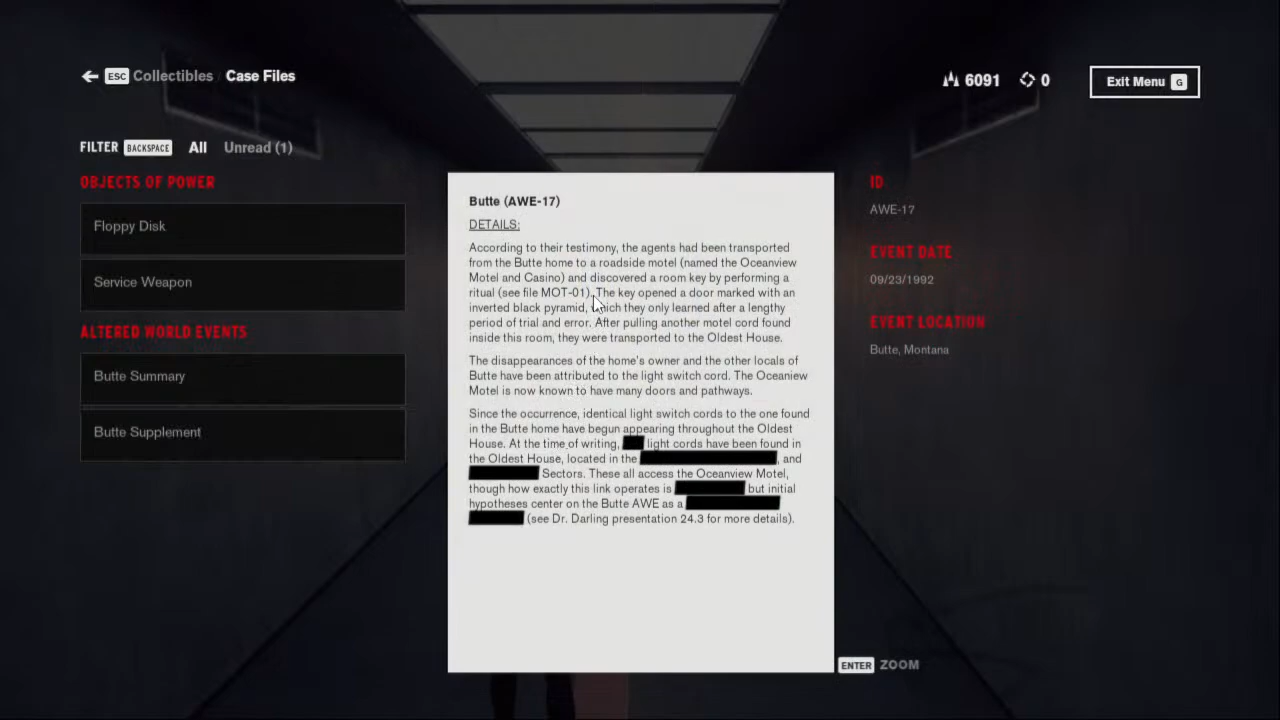 ESC Collectibles Case Files
6091 0
Exit Menu G
FILTER BACKSPACE All Unread (1)
OBJECTS OF POWER
Floppy Disk
Service Weapon
ALTERED WORLD EVENTS
Butte Summary
Butte Supplement
Butte (AWE-17)
DETAILS:
According to their testimony, the agents had been transported
from the Butte home to a roadside motel (named the Oceanview
Motel and Casino) and discovered a room key by performing a
ritual (see file MOT-01). The key opened a door marked with an
inverted black pyramid, which they only learned after a lengthy
period of trial and error. After pulling another motel cord found
inside this room, they were transported to the Oldest House.
The disappearances of the home's owner and the other locals of
Butte have been attributed to the light switch cord. The Oceaniew
Motel is now known to have many doors and pathways.
Since the occurrence, identical light switch cords to the one found
in the Butte home have begun appearing throughout the Oldest
House. At the time of writing, light cords have been found in
the Oldest House, located in the , and
Sectors. These all access the Oceanview Motel,
though how exactly this link operates is but initial
hypotheses center on the Butte AWE as a
(see Dr. Darling presentation 24.3 for more details).
ID
AWE-17
EVENT DATE
09/23/1992
EVENT LOCATION
Butte, Montana
ENTER ZOOM